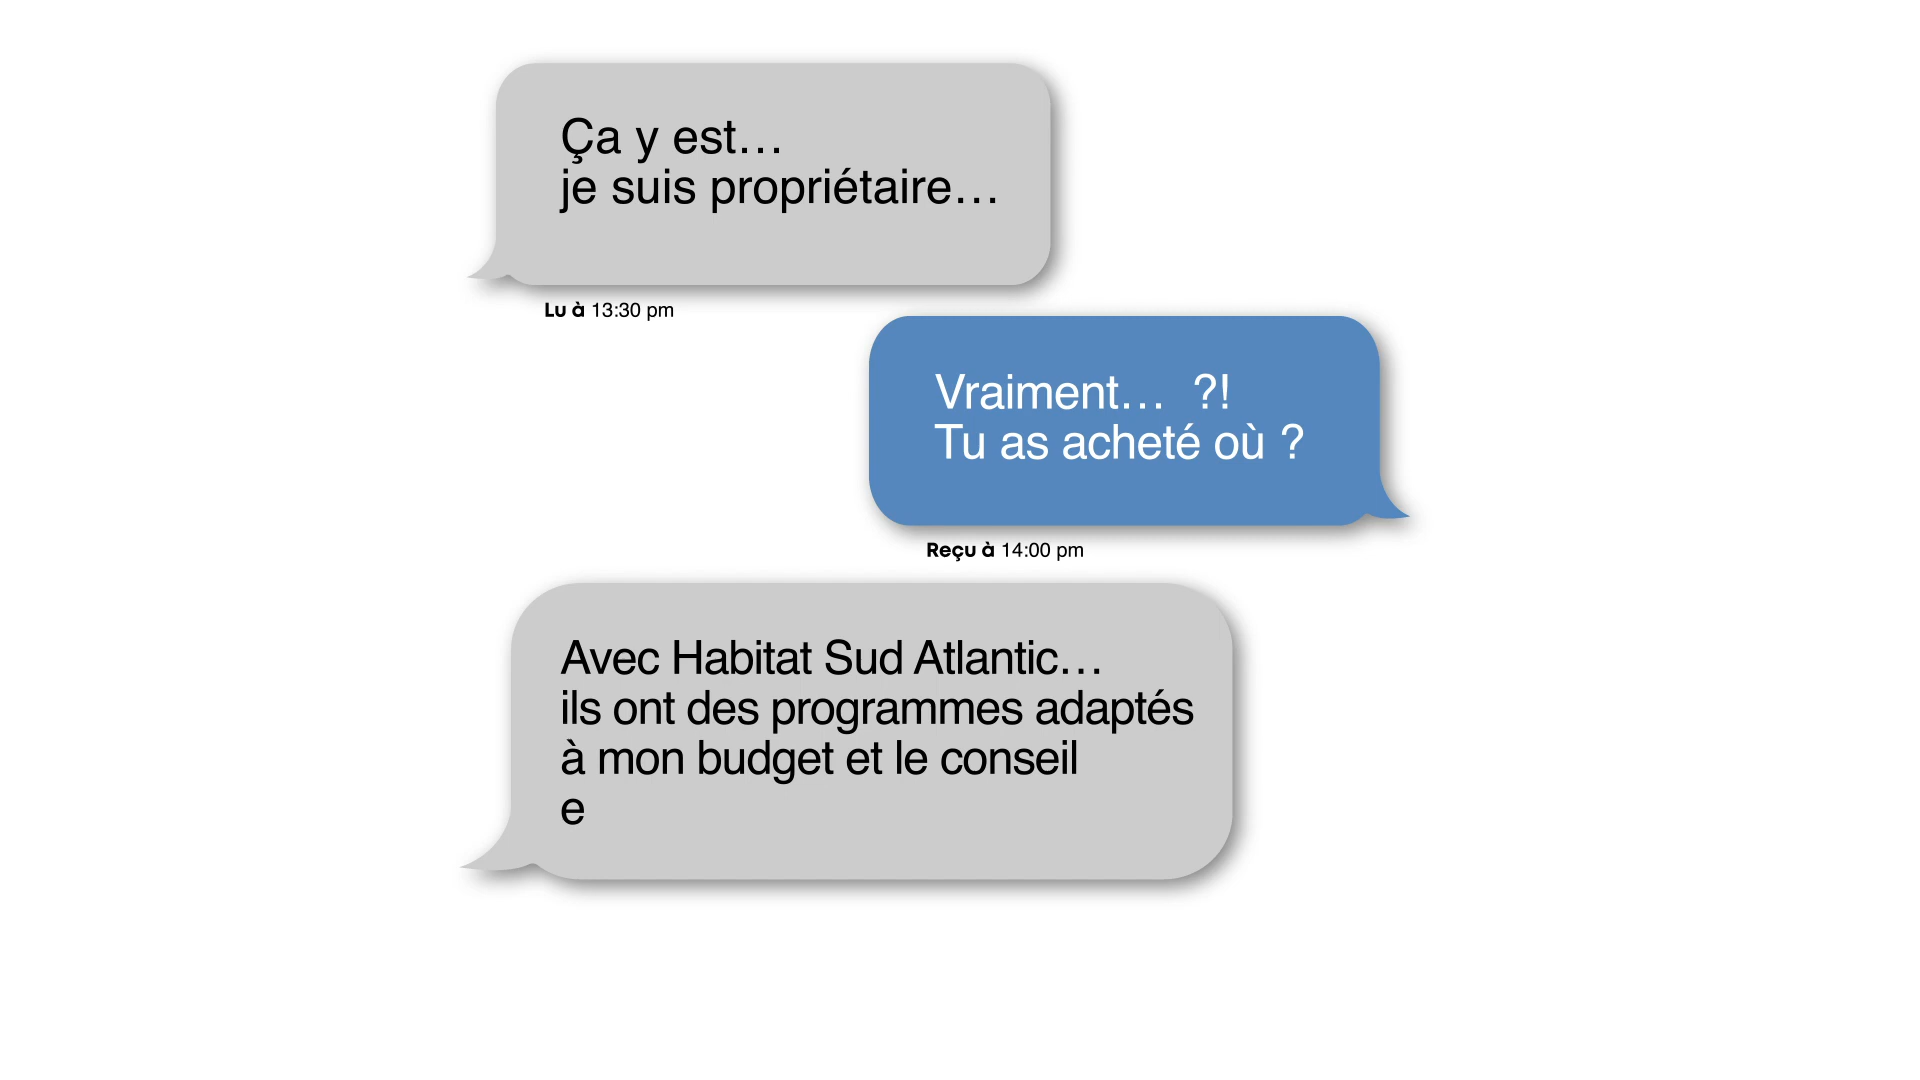 Ça y est…
je suis propriétaire…
Lu à 13:30 pm
Vraiment…  ?!
Tu as acheté où ?
Reçu à 14:00 pm
Avec Habitat Sud Atlantic…
ils ont des programmes adaptés
à mon budget et le conseil
e